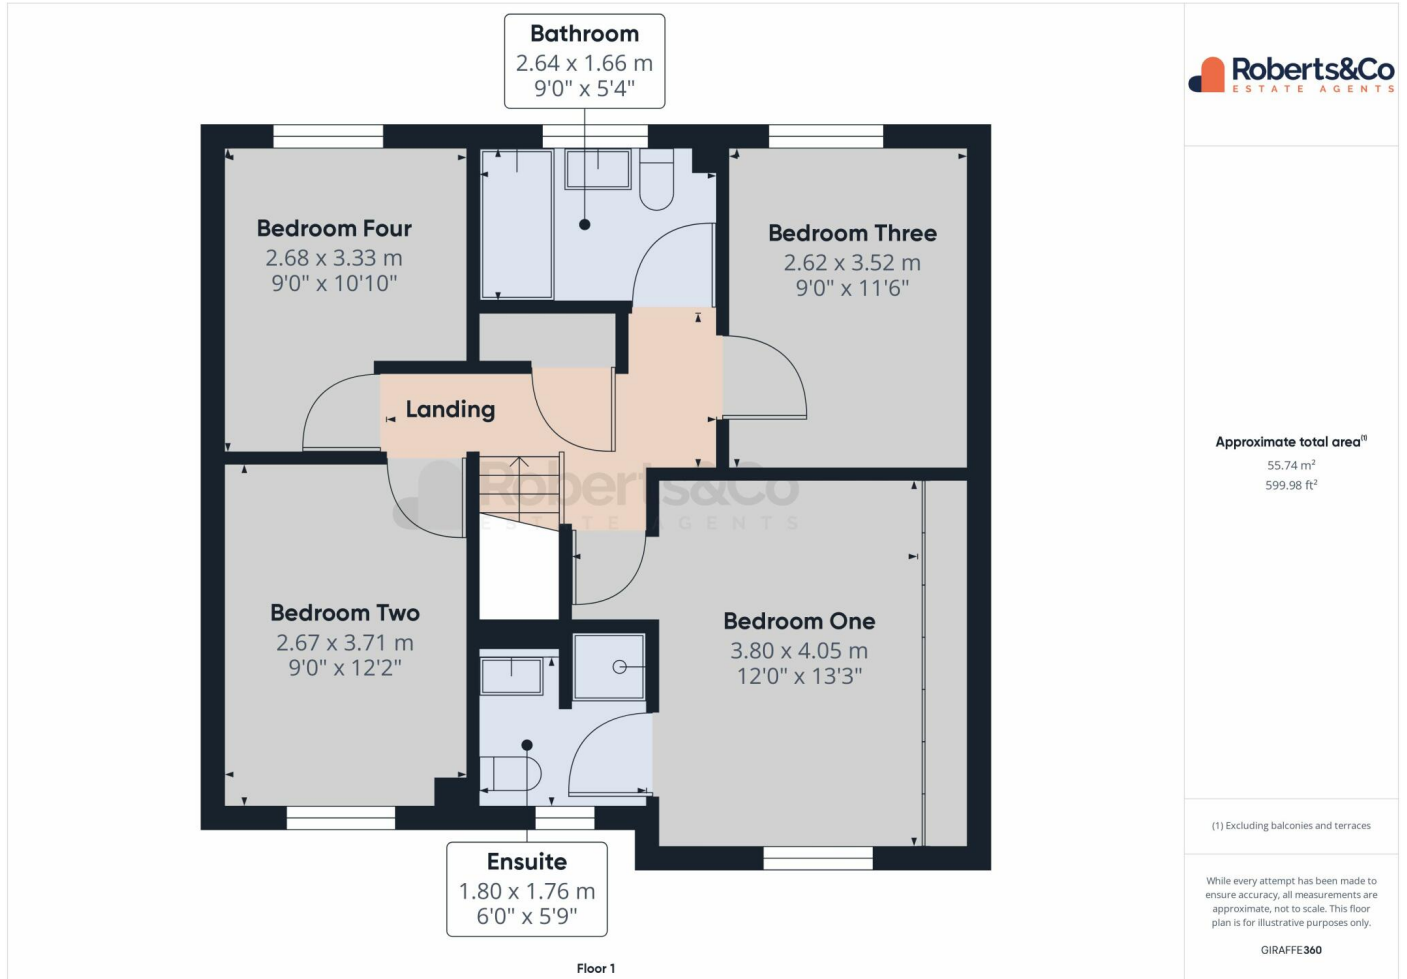 Bathroom
2.64 x 1.66 m
9'0" x 5'4"
Roberts&Co
ESTATE AGENTS
Bedroom Four
2.68 x 3.33 m
9'0" x 10'10"
Bedroom Three
2.62 x 3.52 m
9'0" x 11'6"
Landing
Roberts&Co
ESTATE AGENTS
Bedroom Two
2.67 x 3.71 m
9'0" x 12'2"
Bedroom One
3.80 x 4.05 m
12'0" x 13'3"
Ensuite
1.80 x 1.76 m
6'0" x 5'9"
Floor 1
Approximate total area(1)
55.74 m²
599.98 ft²
(1) Excluding balconies and terraces
While every attempt has been made to
ensure accuracy, all measurements are
approximate, not to scale. This floor
plan is for illustrative purposes only.
GIRAFFE360